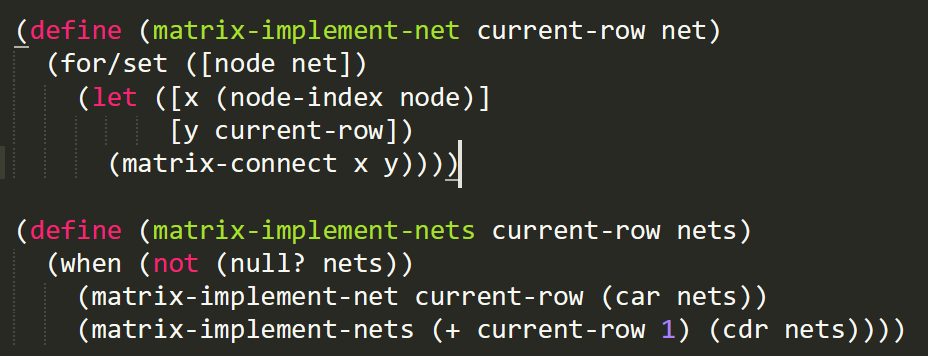 (define (matrix-implement-net current-row net)
  (for/set ([node net])
    (let ([x (node-index node)]
          [y current-row])
      (matrix-connect x y))))

(define (matrix-implement-nets current-row nets)
  (when (not (null? nets))
    (matrix-implement-net current-row (car nets))
    (matrix-implement-nets (+ current-row 1) (cdr nets))))